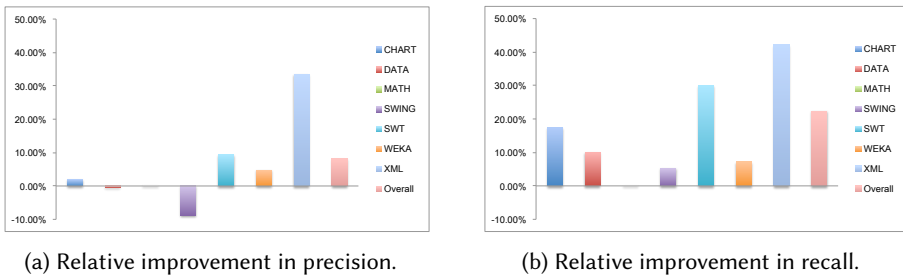 50.00%
40.00%
30.00%
20.00%
10.00%
0.00%
-10.00%
CHART
DATA
MATH
SWING
SWT
WEKA
XML
Overall
(a) Relative improvement in precision.
50.00%
40.00%
30.00%
20.00%
10.00%
0.00%
-10.00%
CHART
DATA
MATH
SWING
SWT
WEKA
XML
Overall
(b) Relative improvement in recall.